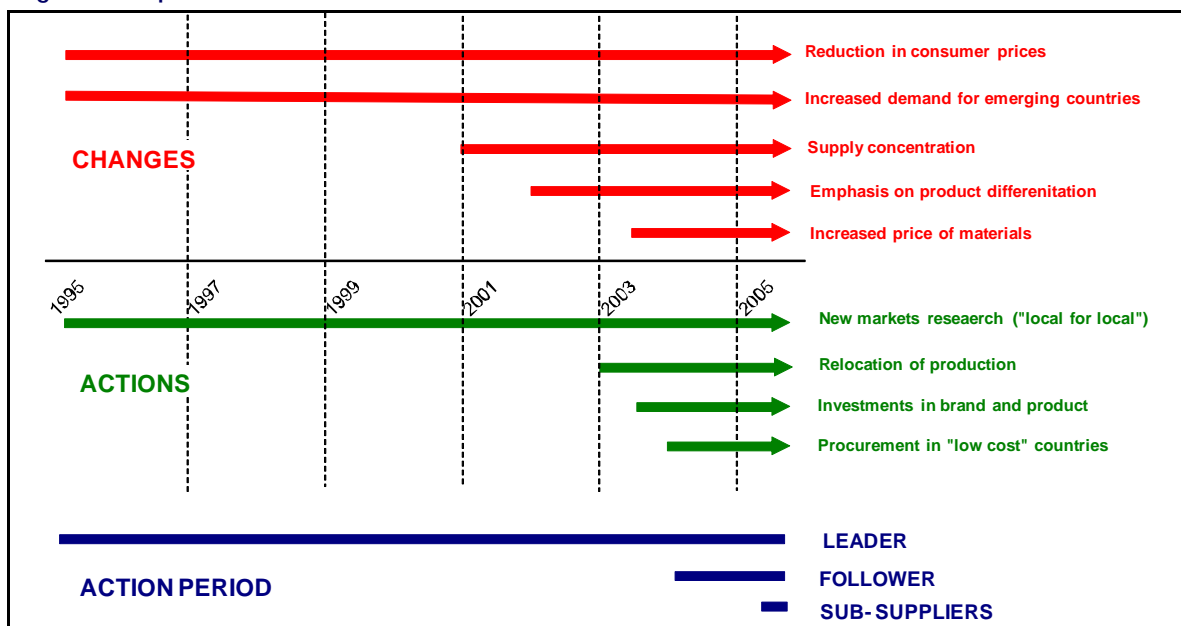 Reduction in consumer prices
Increased demand for emerging countries
CHANGES
Supply concentration
Emphasis on product differenitation
Increased price of materials
1995 1997 1999 2001 2003 2005
New markets reseaerch ("local for local")
Relocation of production
ACTIONS
Investments in brand and product
Procurement in "low cost" countries
LEADER
ACTION PERIOD
FOLLOWER
SUB- SUPPLIERS